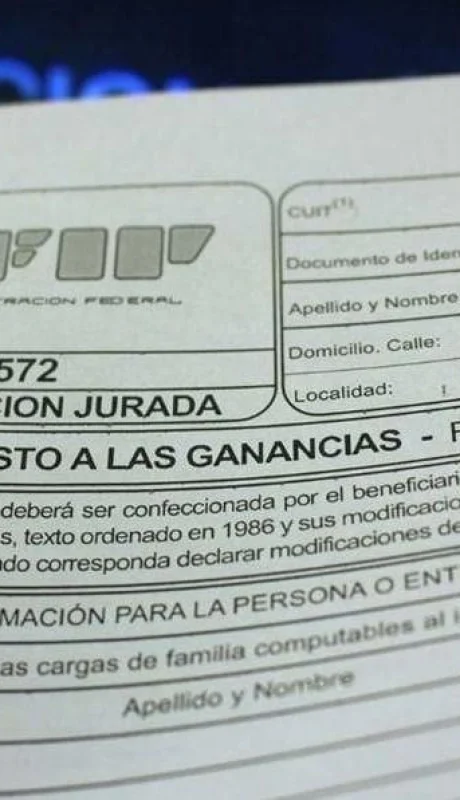 TRACION FEDERAL
572
CION JURADA
CUIT(1)
Documento de Iden
Apellido y Nombre
Domicilio. Calle:
Localidad:
STO A LAS GANANCIAS -
deberá ser confeccionada por el beneficiari
s, texto ordenado en 1986 y sus modificacio
ndo corresponda declarar modificaciones de
MACIÓN PARA LA PERSONA O ENT
as cargas de familia computables al i
Apellido y Nombre